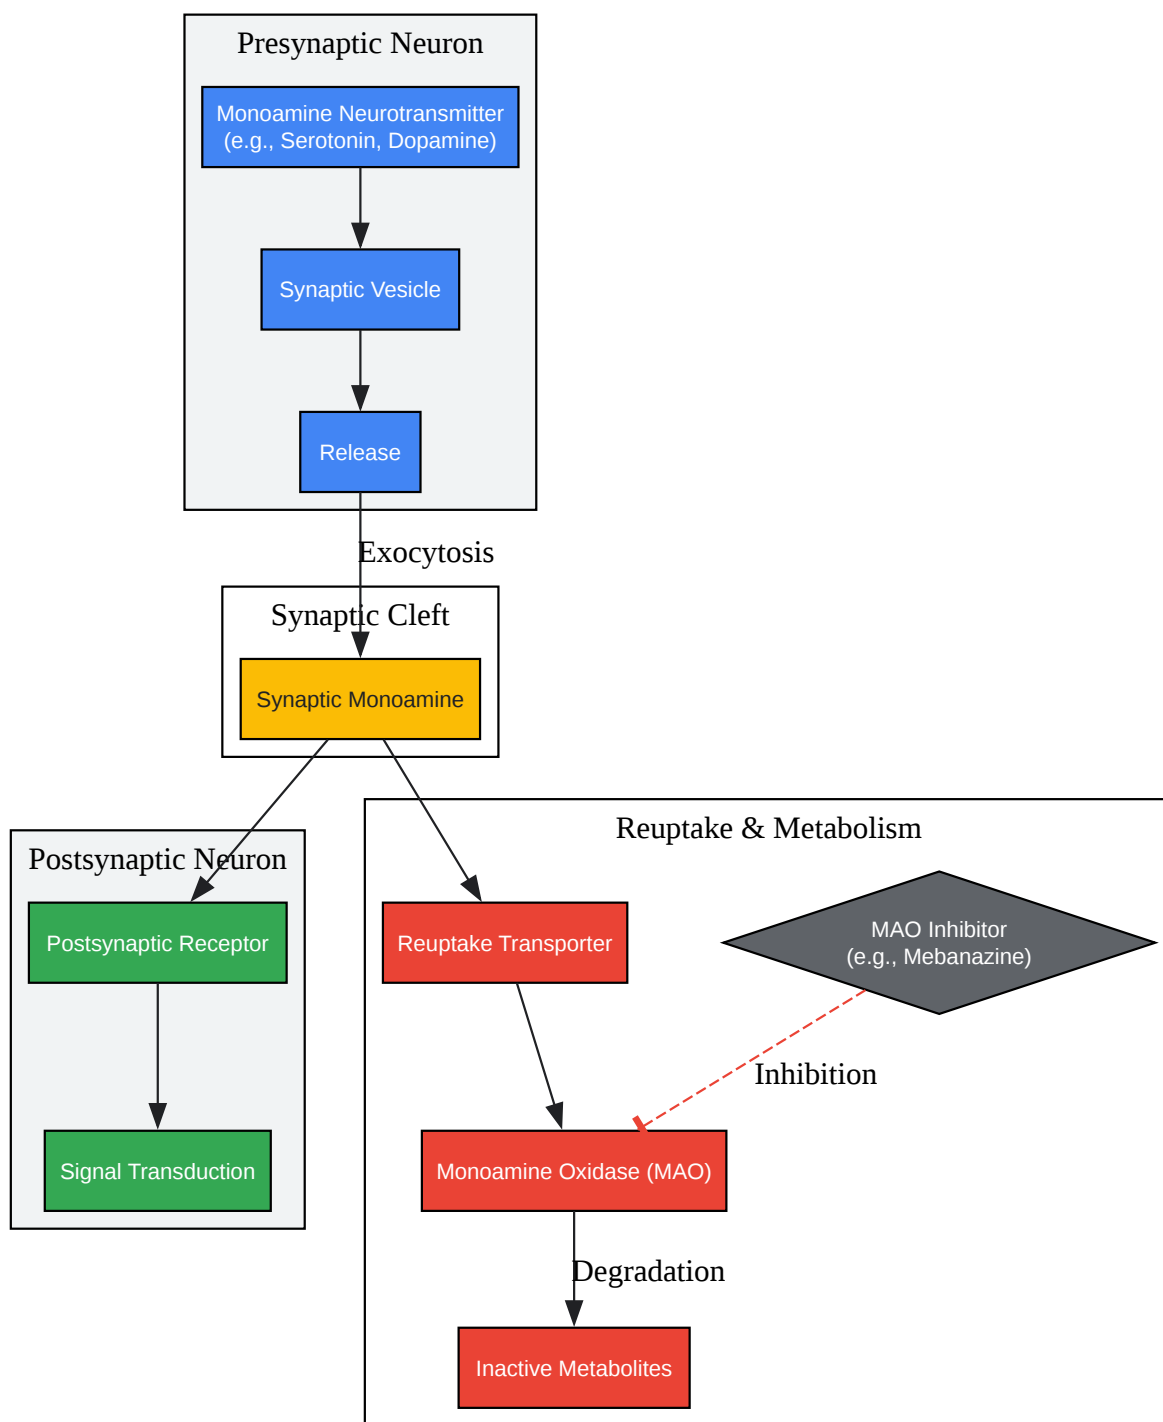 Presynaptic Neuron
Monoamine Neurotransmitter
(e.g., Serotonin, Dopamine)
Synaptic Vesicle
Release
Exocytosis
Synaptic Cleft
Synaptic Monoamine
Postsynaptic Neuron
Postsynaptic Receptor
Signal Transduction
Reuptake & Metabolism
Reuptake Transporter
MAO Inhibitor
(e.g., Mebanazine)
Inhibition
Monoamine Oxidase (MAO)
Degradation
Inactive Metabolites